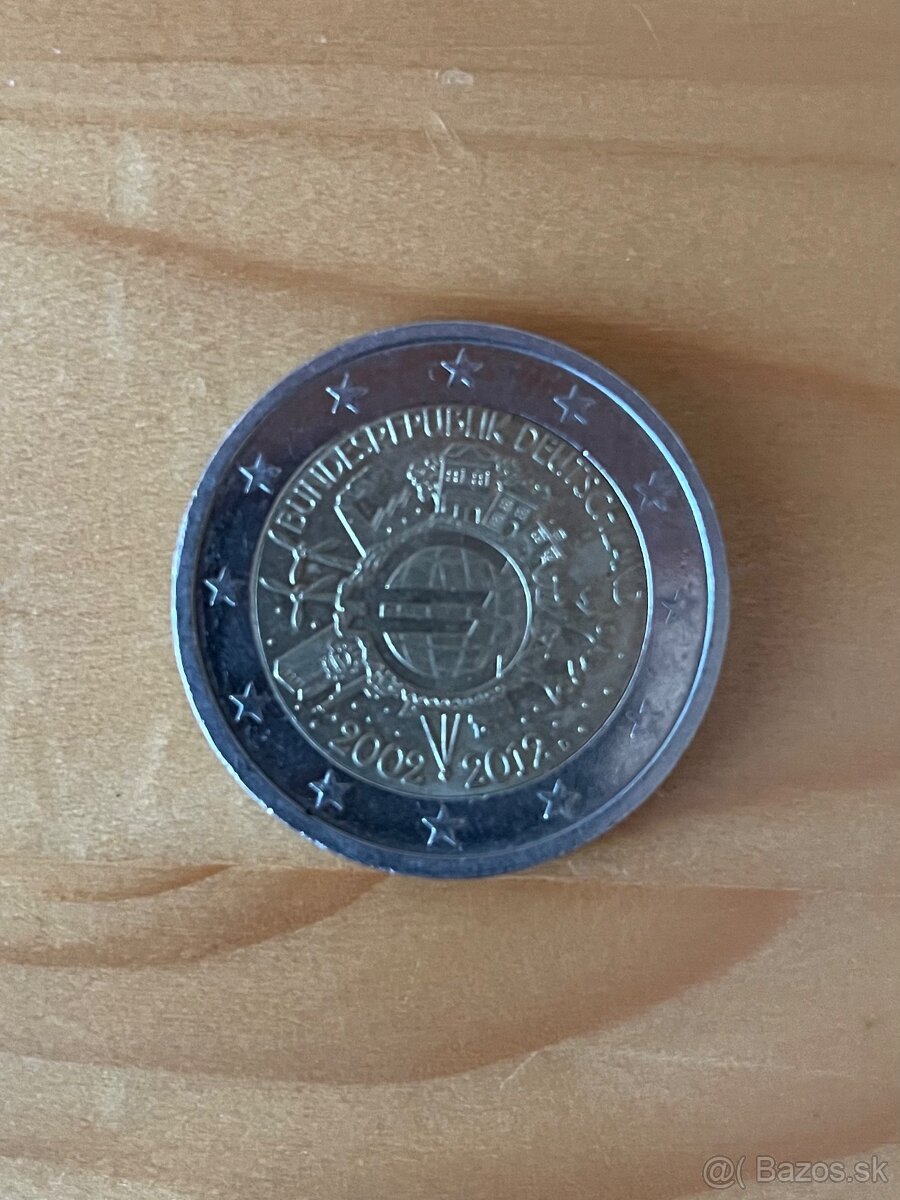 BUNDESREPUBLIK DEUTSCHLAND
2002 2012
@( Bazos.sk